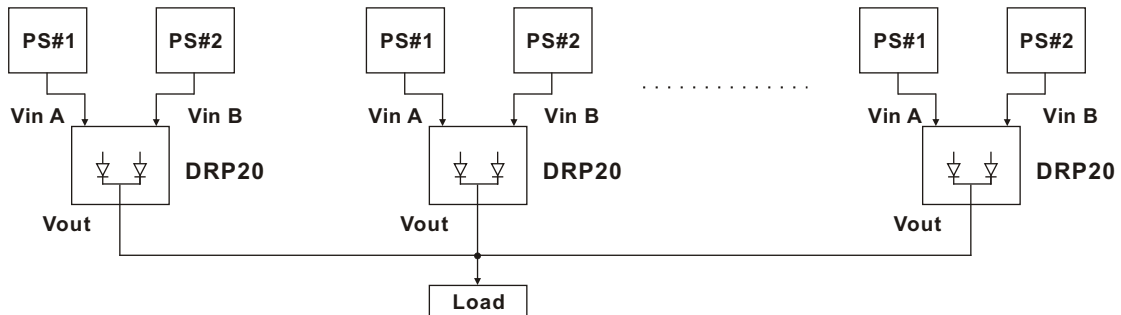 PS#1 PS#2 PS#1 PS#2 PS#1 PS#2
Vin A Vin B Vin A Vin B Vin A Vin B
DRP20 DRP20 DRP20
Vout Vout Vout
Load